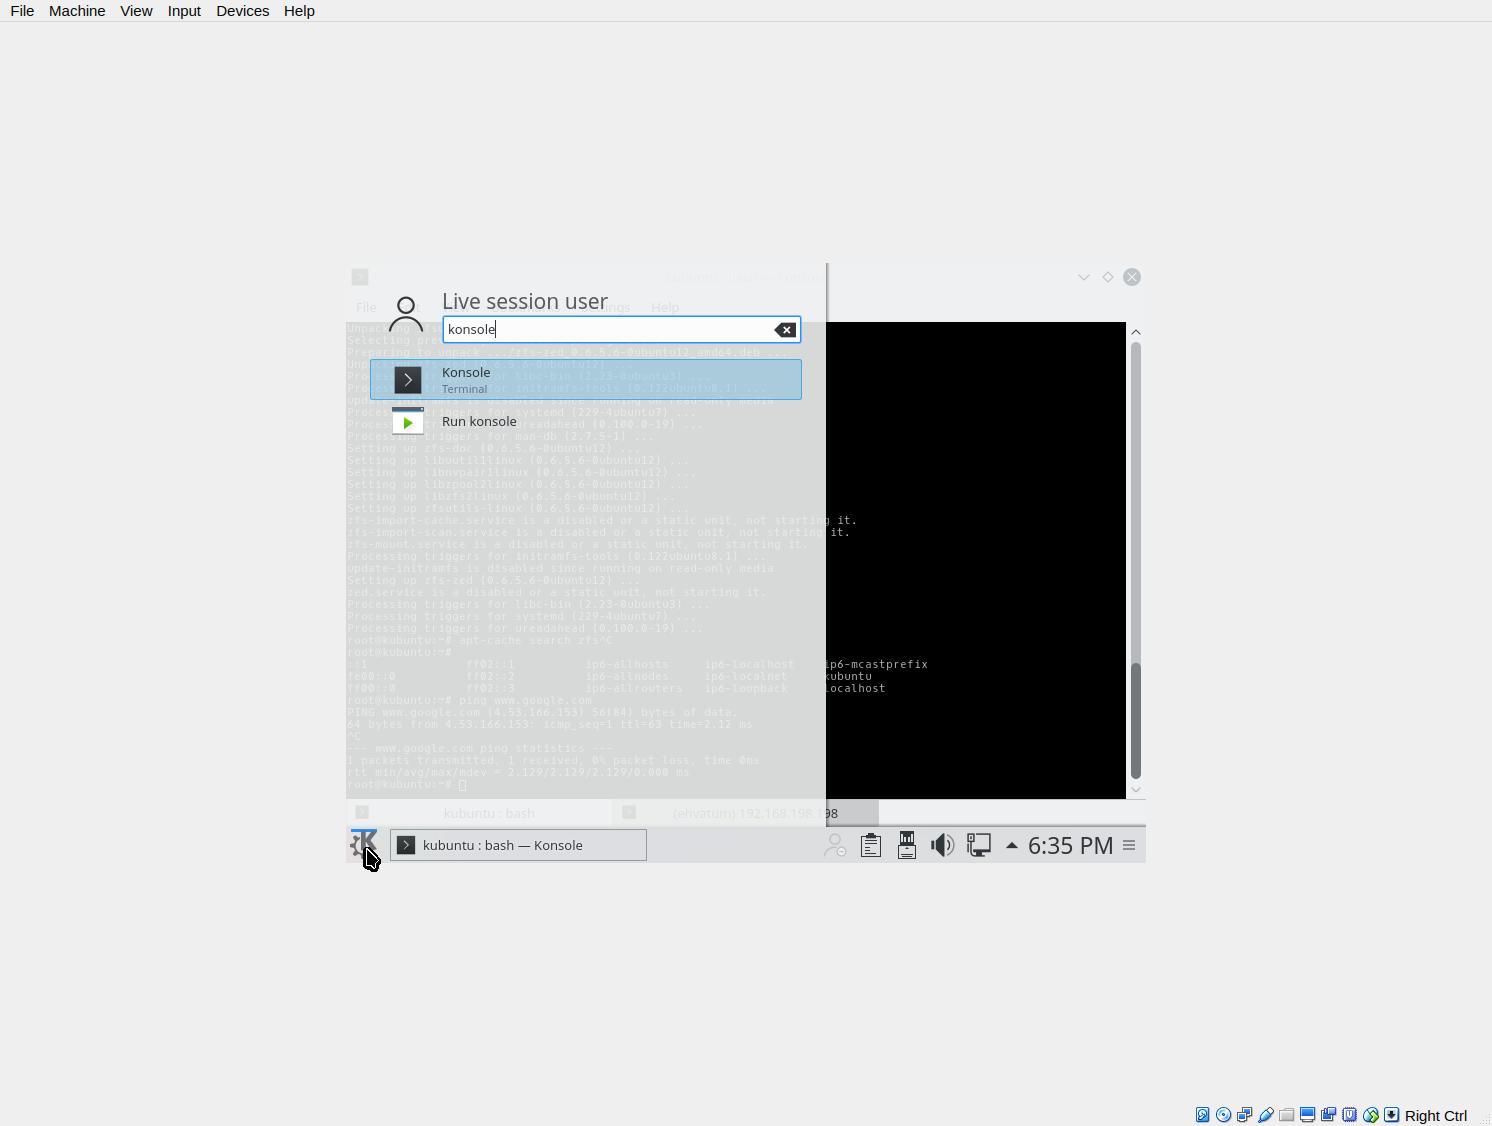 File Machine View Input Devices Help
Live session user
File Settings Help
konsole
Konsole
Terminal
Run konsole
Preparing to unpack .../zfs-zed_0.6.5.6-0ubuntu12_amd64.deb ...
Processing triggers for libc-bin (2.23-0ubuntu3) ...
Processing triggers for initramfs-tools (0.122ubuntu8.1) ...
update-initramfs is disabled since running on read-only media
Processing triggers for systemd (229-4ubuntu7) ...
Processing triggers for ureadahead (0.100.0-19) ...
Processing triggers for man-db (2.7.5-1) ...
Setting up zfs-doc (0.6.5.6-0ubuntu12) ...
Setting up libuutil1linux (0.6.5.6-0ubuntu12) ...
Setting up libnvpair1linux (0.6.5.6-0ubuntu12) ...
Setting up libzpool2linux (0.6.5.6-0ubuntu12) ...
Setting up libzfs2linux (0.6.5.6-0ubuntu12) ...
Setting up zfsutils-linux (0.6.5.6-0ubuntu12) ...
zfs-import-cache.service is a disabled or a static unit, not starting it.
zfs-import-scan.service is a disabled or a static unit, not starting it.
zfs-mount.service is a disabled or a static unit, not starting it.
Processing triggers for initramfs-tools (0.122ubuntu8.1) ...
update-initramfs is disabled since running on read-only media
Setting up zfs-zed (0.6.5.6-0ubuntu12) ...
zed.service is a disabled or a static unit, not starting it.
Processing triggers for libc-bin (2.23-0ubuntu3) ...
Processing triggers for systemd (229-4ubuntu7) ...
Processing triggers for ureadahead (0.100.0-19) ...
root@kubuntu:~# apt-cache search zfs^C
root@kubuntu:~#
::1 ff02::1 ip6-allhosts ip6-localhost ip6-mcastprefix
fe00::0 ff02::2 ip6-allnodes ip6-localnet kubuntu
ff00::0 ff02::3 ip6-allrouters ip6-loopback localhost
root@kubuntu:~# ping www.google.com
PING www.google.com (4.53.166.153) 56(84) bytes of data.
64 bytes from 4.53.166.153: icmp_seq=1 ttl=63 time=2.12 ms
^C
--- www.google.com ping statistics ---
1 packets transmitted, 1 received, 0% packet loss, time 0ms
rtt min/avg/max/mdev = 2.129/2.129/2.129/0.000 ms
root@kubuntu:~#
kubuntu : bash (ehvatum) 192.168.198.198
kubuntu : bash — Konsole 6:35 PM
Right Ctrl